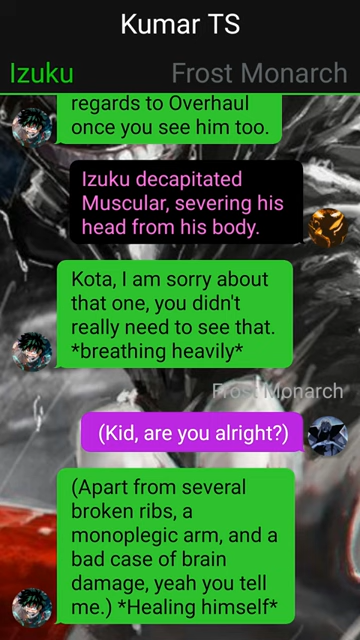 Kumar TS
Izuku Frost Monarch
regards to Overhaul
once you see him too.
Izuku decapitated
Muscular, severing his
head from his body.
Kota, I am sorry about
that one, you didn't
really need to see that.
*breathing heavily*
Frost Monarch
(Kid, are you alright?)
(Apart from several
broken ribs, a
monoplegic arm, and a
bad case of brain
damage, yeah you tell
me.) *Healing himself*